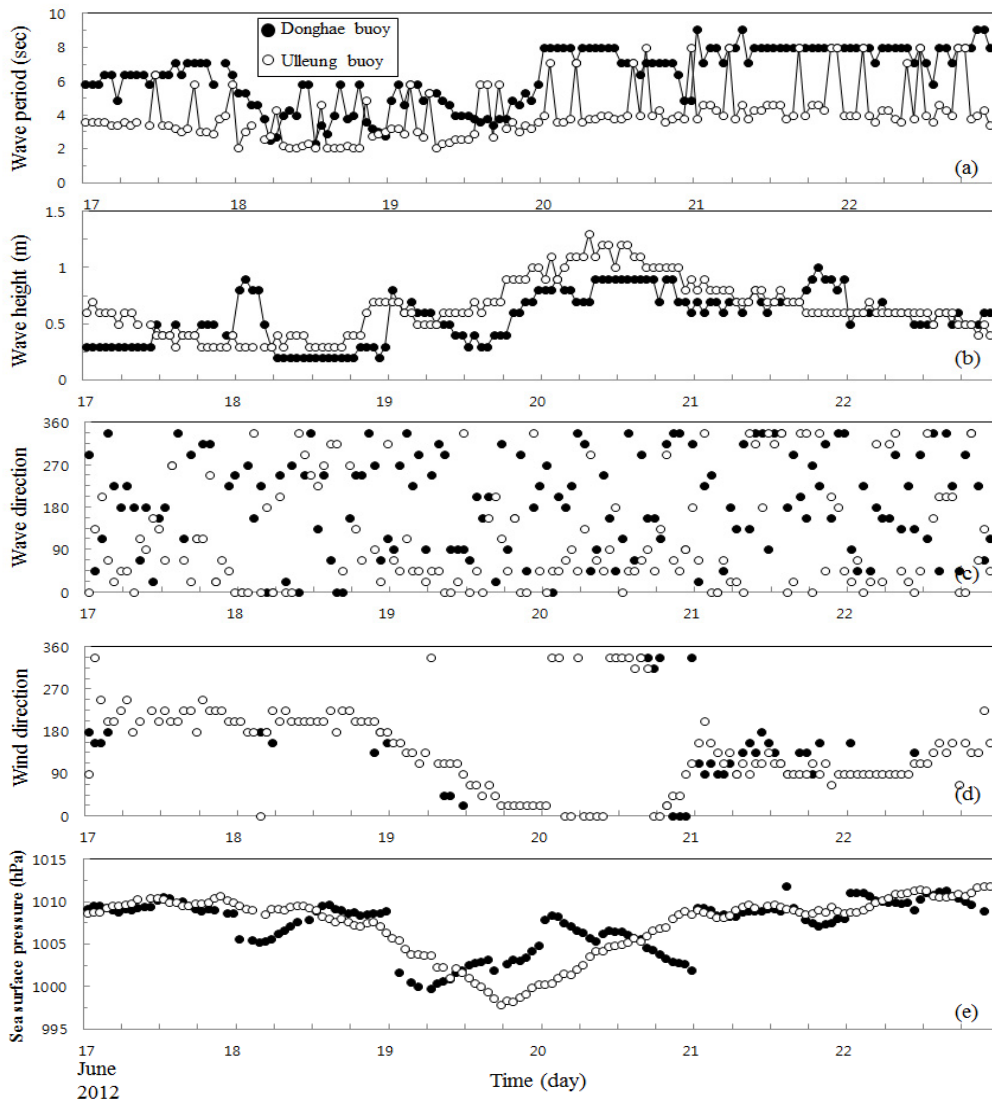 10
8
6
4
2
0
Wave period (sec)
Donghae buoy
Ulleung buoy
(a)
17 18 19 20 21 22
1.5
1
0.5
0
Wave height (m)
(b)
17 18 19 20 21 22
360
270
180
90
0
Wave direction
(c)
17 18 19 20 21 22
360
270
180
90
0
Wind direction
(d)
17 18 19 20 21 22
1015
1010
1005
1000
995
Sea surface pressure (hPa)
(e)
17 18 19 20 21 22
June
2012
Time (day)